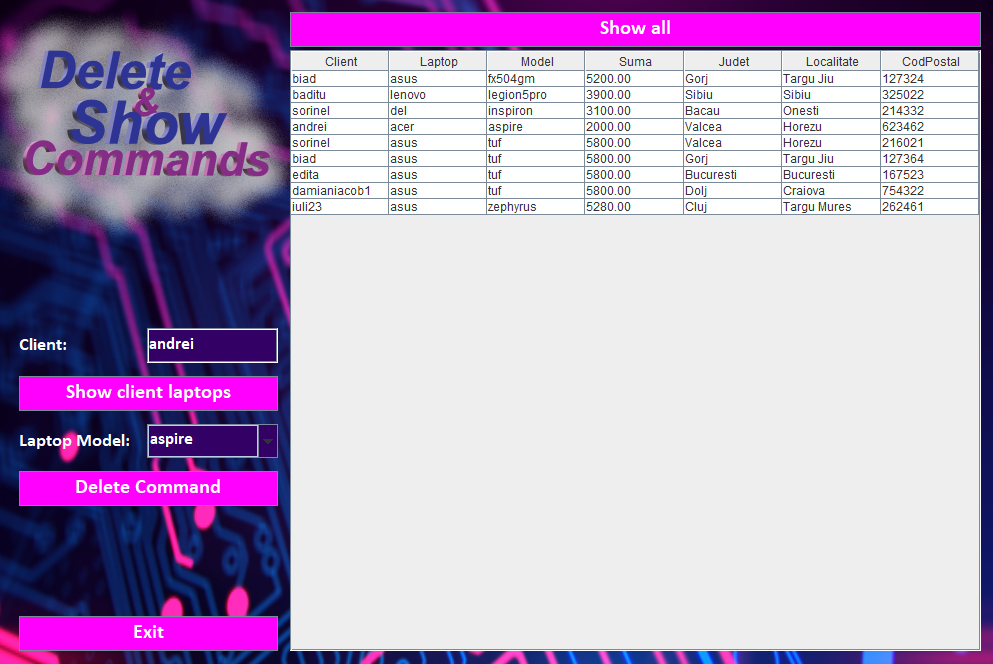 Delete
&
Show
Commands
Client: andrei
Show client laptops
Laptop Model: aspire
Delete Command
Exit
Show all
Client Laptop Model Suma Judet Localitate CodPostal
biad asus fx504gm 5200.00 Gorj Targu Jiu 127324
baditu lenovo legion5pro 3900.00 Sibiu Sibiu 325022
sorinel del inspiron 3100.00 Bacau Onesti 214332
andrei acer aspire 2000.00 Valcea Horezu 623462
sorinel asus tuf 5800.00 Valcea Horezu 216021
biad asus tuf 5800.00 Gorj Targu Jiu 127364
edita asus tuf 5800.00 Bucuresti Bucuresti 167523
damianiacob1 asus tuf 5800.00 Dolj Craiova 754322
iuli23 asus zephyrus 5280.00 Cluj Targu Mures 262461